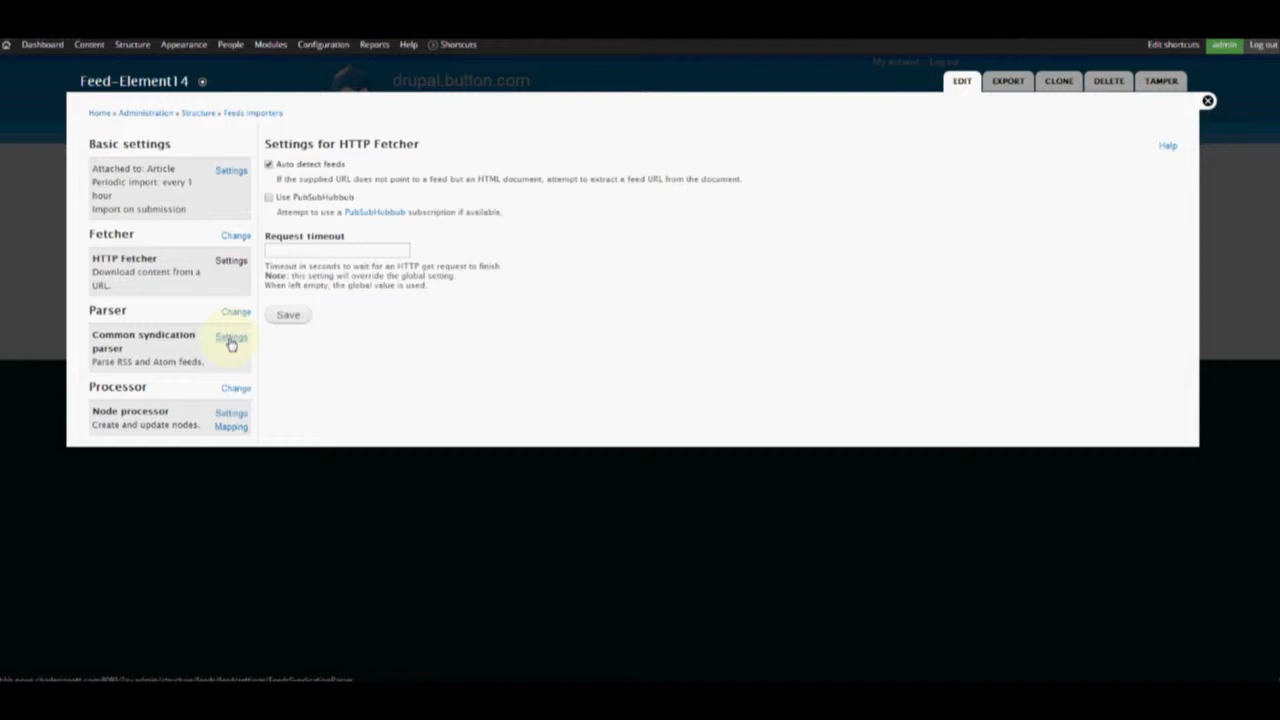 Dashboard Content Structure Appearance People Modules Configuration Reports Help Shortcuts Edit shortcuts admin Log out
My account Log out
Feed-Element14 drupal.button.com EDIT EXPORT CLONE DELETE TAMPER
Home » Administration » Structure » Feeds importers
Basic settings
Attached to: Article Settings
Periodic import: every 1
hour
Import on submission
Fetcher Change
HTTP Fetcher Settings
Download content from a
URL.
Parser Change
Common syndication Settings
parser
Parse RSS and Atom feeds.
Processor Change
Node processor Settings
Create and update nodes. Mapping
Settings for HTTP Fetcher
Help
Auto detect feeds
If the supplied URL does not point to a feed but an HTML document, attempt to extract a feed URL from the document.
Use PubSubHubbub
Attempt to use a PubSubHubbub subscription if available.
Request timeout
Timeout in seconds to wait for an HTTP get request to finish.
Note: this setting will override the global setting.
When left empty, the global value is used.
Save